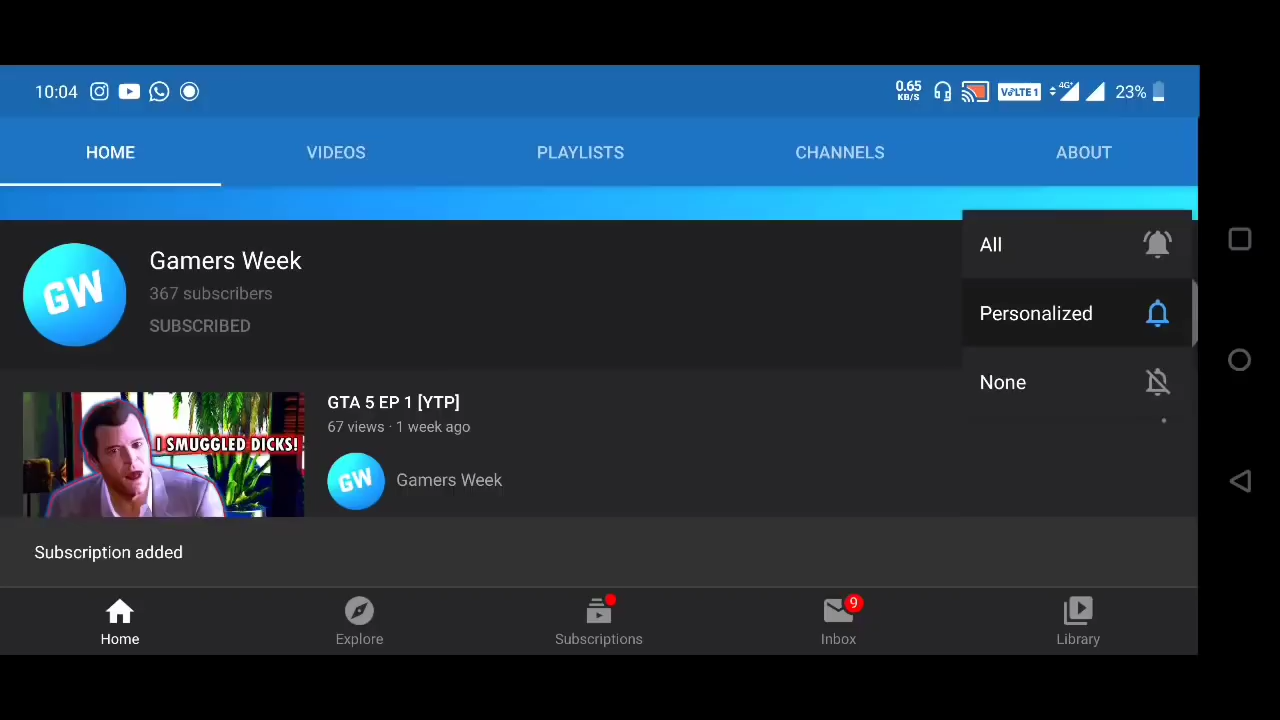 10:04
0.65
KB/S
VoLTE 1
4G+
23%
HOME
VIDEOS
PLAYLISTS
CHANNELS
ABOUT
GW
Gamers Week
367 subscribers
SUBSCRIBED
All
Personalized
None
I SMUGGLED DICKS!
GTA 5 EP 1 [YTP]
67 views · 1 week ago
GW
Gamers Week
Subscription added
9
Home
Explore
Subscriptions
Inbox
Library